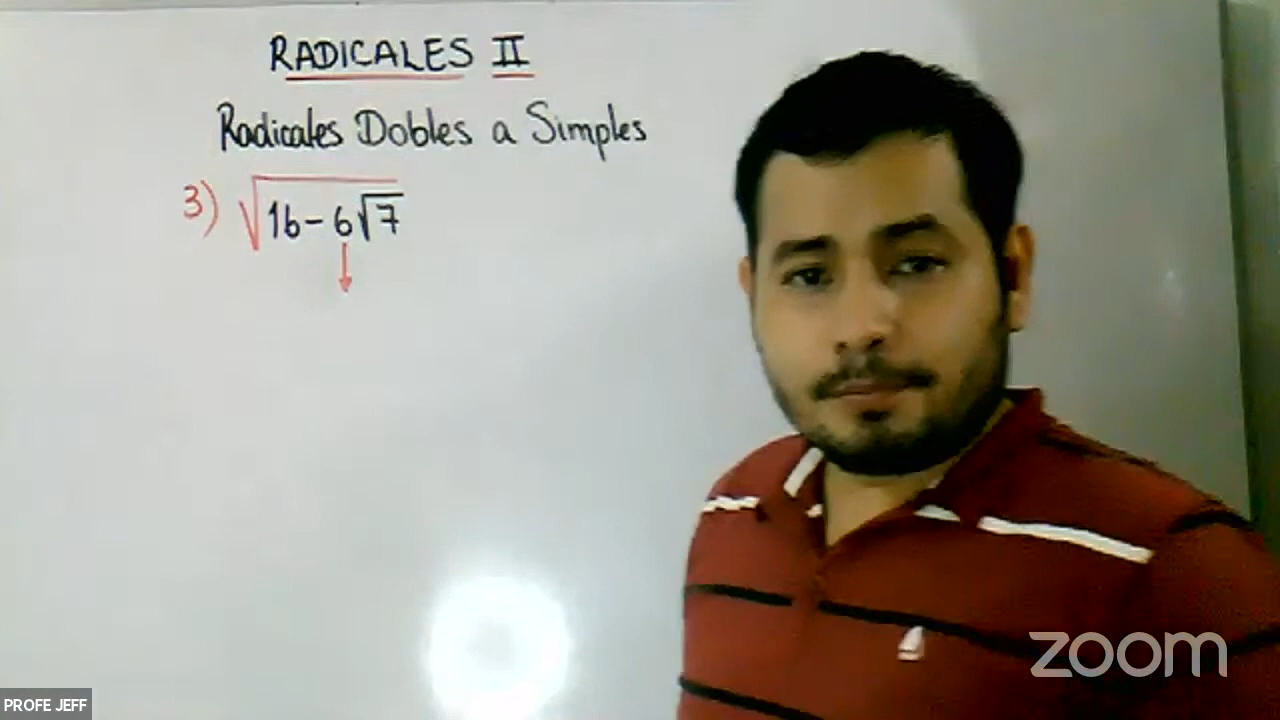 RADICALES II
Radicales Dobles a Simples
3) √(16-6√7)
zoom
PROFE JEFF